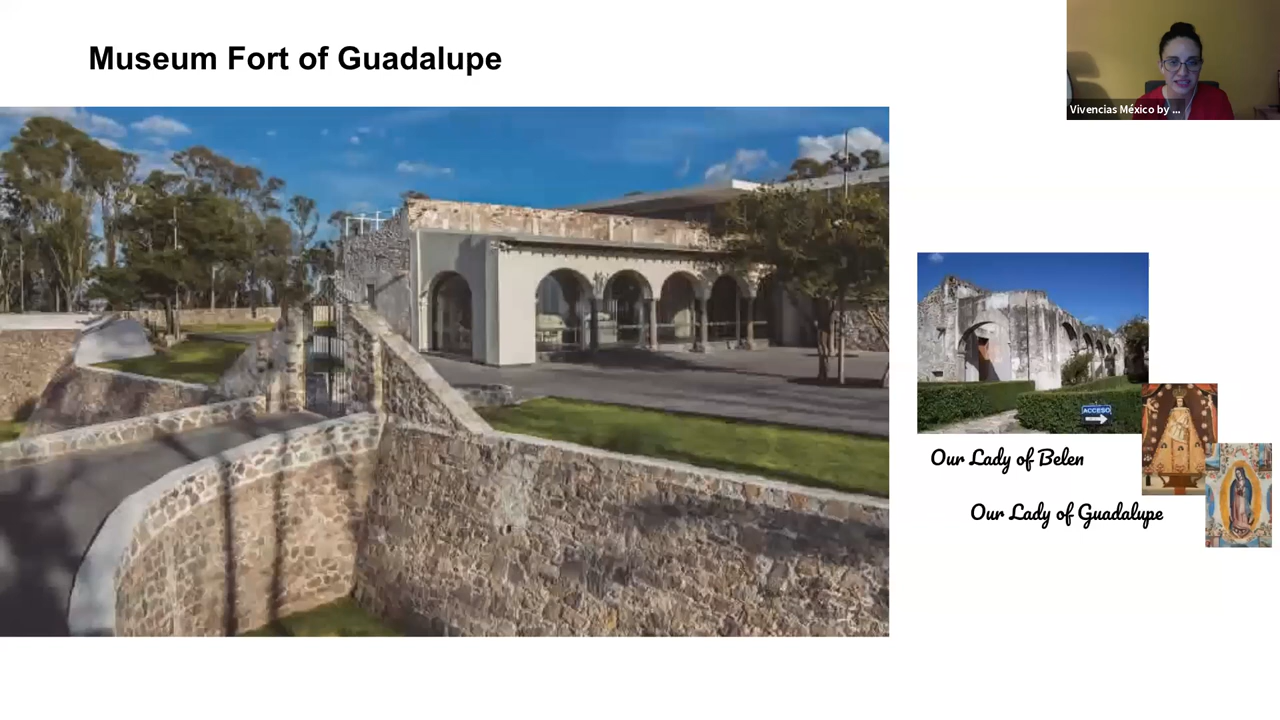 Museum Fort of Guadalupe
Vivencias México by ...
ACCESO
Our Lady of Belen
Our Lady of Guadalupe